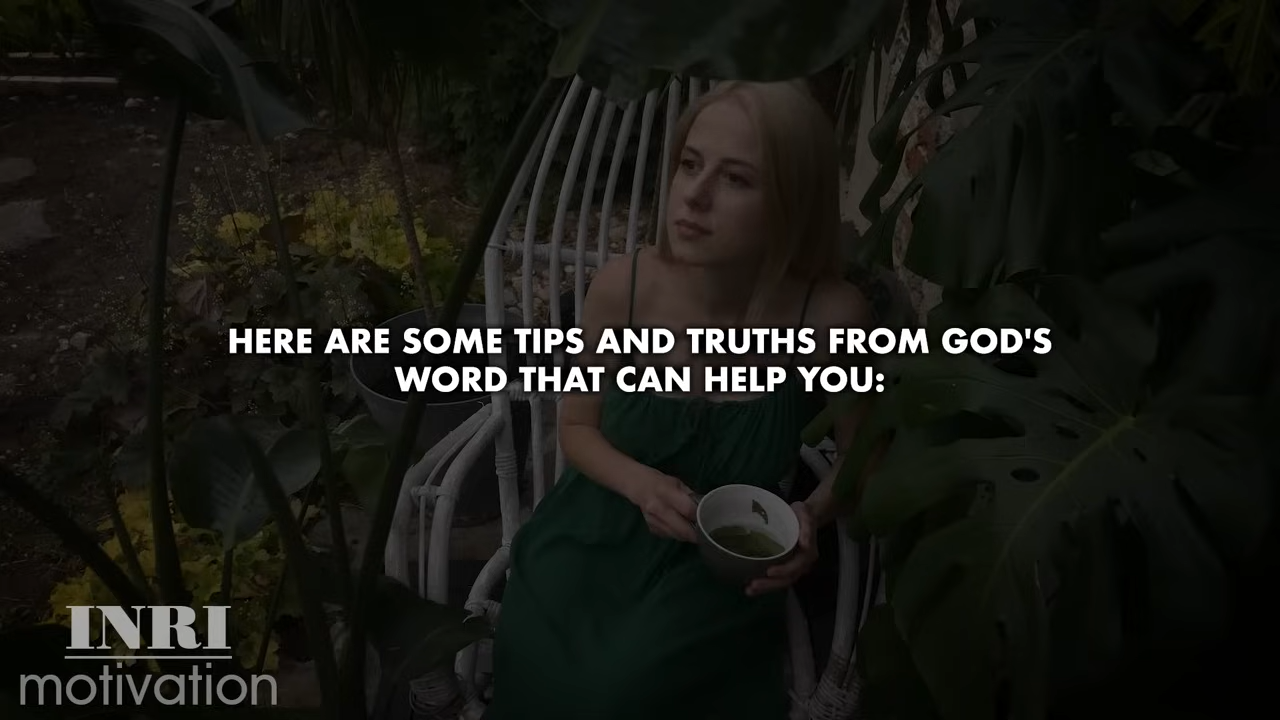 HERE ARE SOME TIPS AND TRUTHS FROM GOD'S
WORD THAT CAN HELP YOU:
INRI
motivation